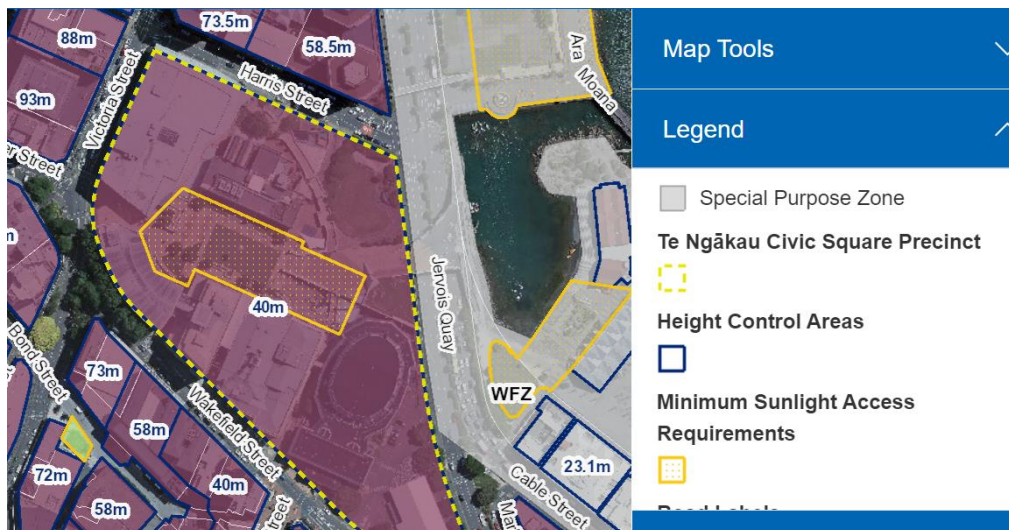 88m
73.5m
58.5m
93m
Victoria Street
Harris Street
Ara Moana
er Street
m
40m
Jervois Quay
Bond Street
73m
WFZ
58m
Wakefield Street
72m
40m
58m
Street
23.1m
Cable Street
Map Tools
Legend
Special Purpose Zone
Te Ngākau Civic Square Precinct
Height Control Areas
Minimum Sunlight Access
Requirements